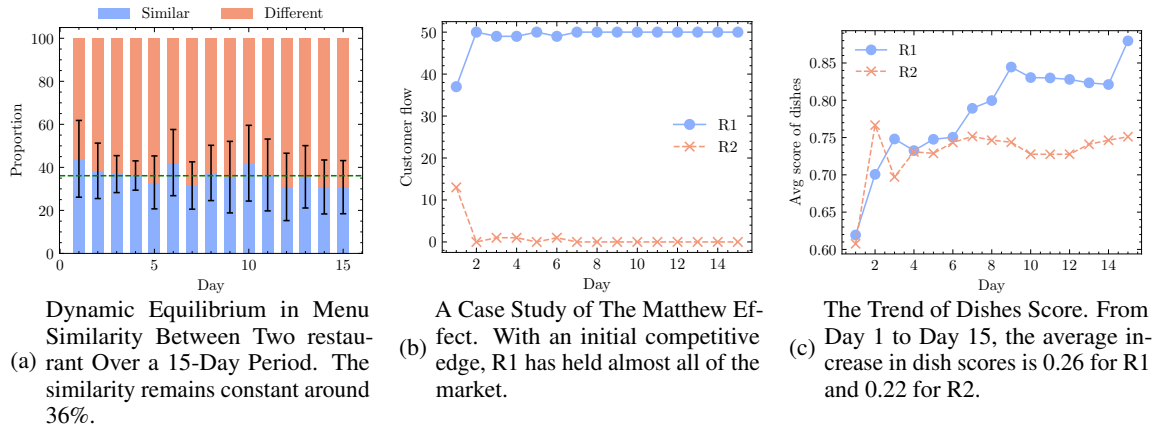 Similar
Different
100
80
60
40
20
0
Proportion
0
5
10
15
Day
(a)
Dynamic Equilibrium in Menu
Similarity Between Two restau-
rant Over a 15-Day Period. The
similarity remains constant around
36%.
50
40
30
20
10
0
Customer flow
R1
R2
2
4
6
8
10
12
14
Day
(b)
A Case Study of The Matthew Ef-
fect. With an initial competitive
edge, R1 has held almost all of the
market.
R1
R2
0.85
0.80
0.75
0.70
0.65
0.60
Avg score of dishes
2
4
6
8
10
12
14
Day
(c)
The Trend of Dishes Score. From
Day 1 to Day 15, the average in-
crease in dish scores is 0.26 for R1
and 0.22 for R2.